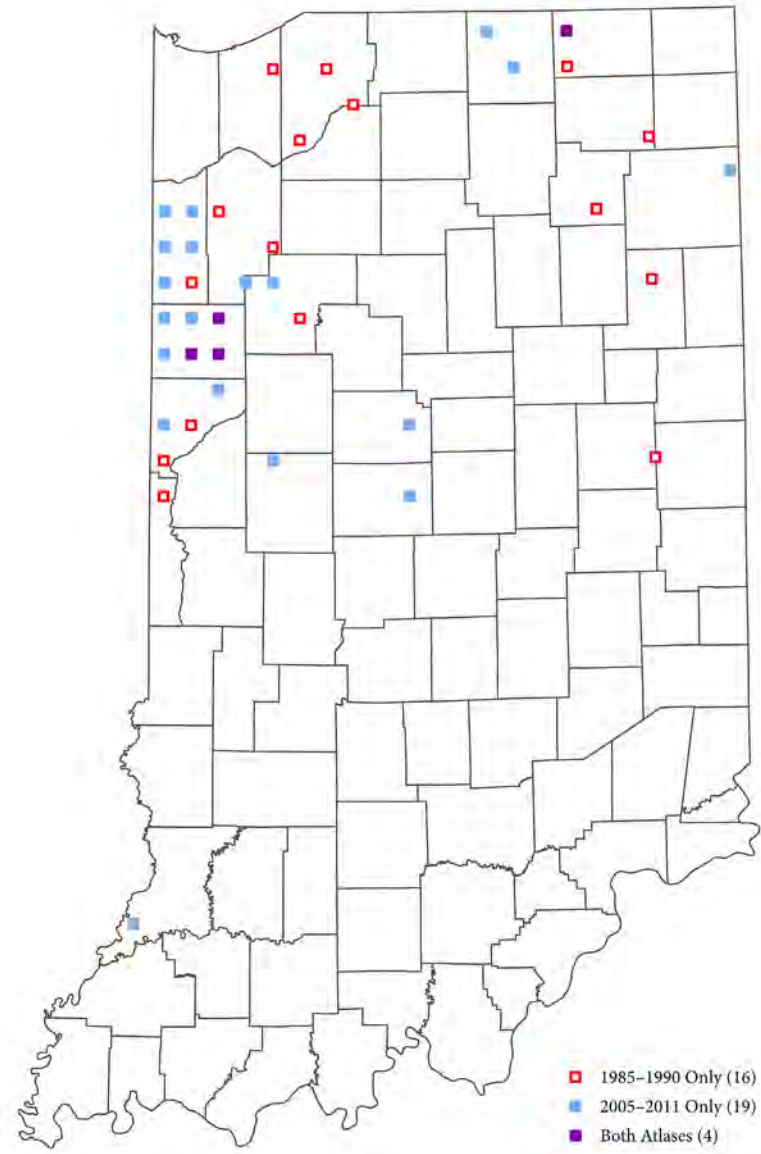 1985–1990 Only (16)
2005–2011 Only (19)
Both Atlases (4)